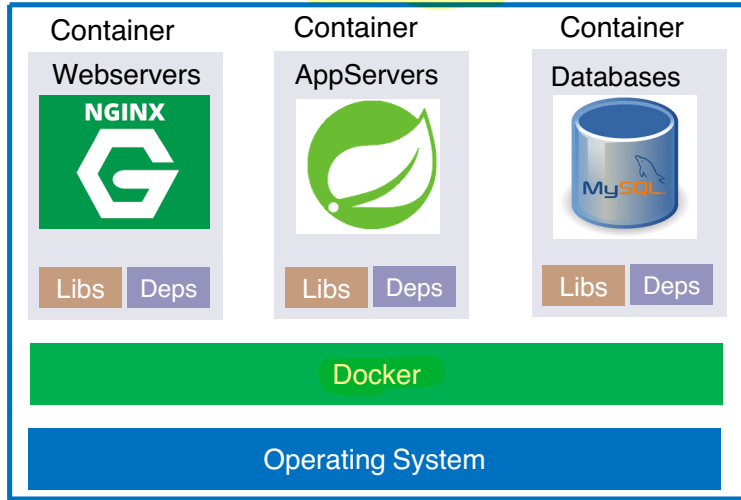 Container Container Container
Webservers AppServers Databases
NGINX
MySQL
Libs Deps Libs Deps Libs Deps
Docker
Operating System